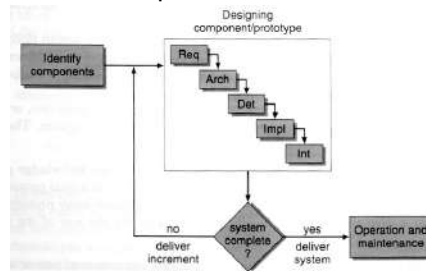 Designing
component/prototype
Identify
components
Req
Arch
Det
Impl
Int
no
deliver
increment
system
complete
?
yes
deliver
system
Operation and
maintenance